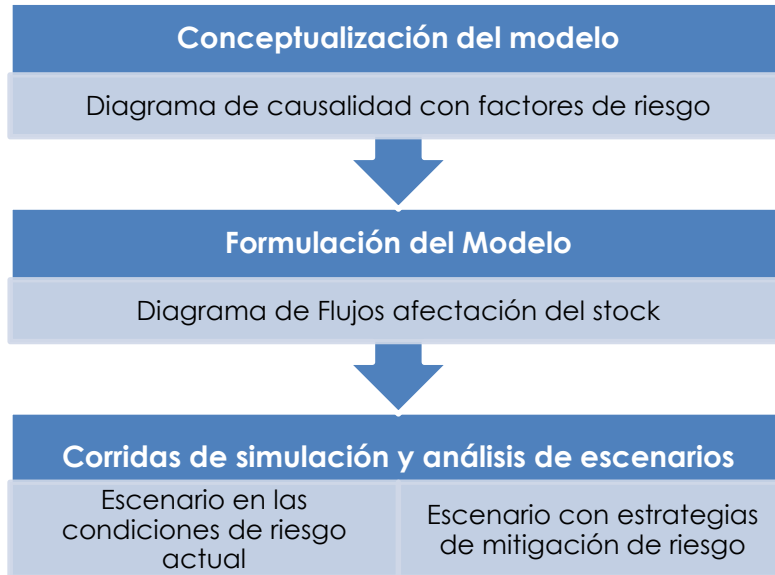 Conceptualización del modelo
Diagrama de causalidad con factores de riesgo
Formulación del Modelo
Diagrama de Flujos afectación del stock
Corridas de simulación y análisis de escenarios
Escenario en las
condiciones de riesgo
actual
Escenario con estrategias
de mitigación de riesgo